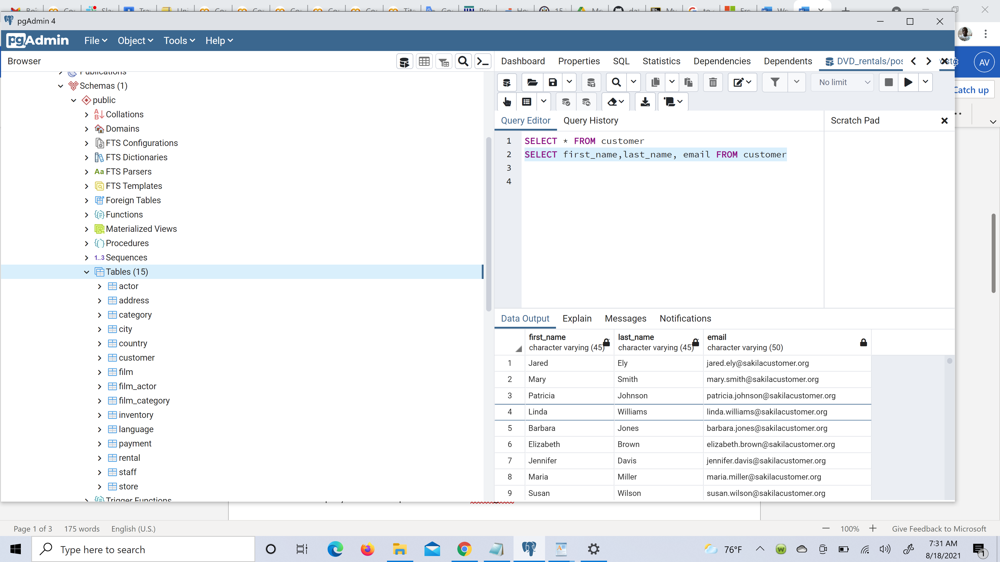 pgAdmin 4
pgAdmin File Object Tools Help
Browser
Dashboard Properties SQL Statistics Dependencies Dependents DVD_rentals/pos
AV
No limit
Catch up
Publications
Schemas (1)
public
Collations
Domains
FTS Configurations
FTS Dictionaries
Aa FTS Parsers
FTS Templates
Foreign Tables
Functions
Materialized Views
Procedures
1..3 Sequences
Tables (15)
actor
address
category
city
country
customer
film
film_actor
film_category
inventory
language
payment
rental
staff
store
Trigger Functions
Query Editor Query History Scratch Pad
1 SELECT * FROM customer
2 SELECT first_name,last_name, email FROM customer
3
4
Data Output Explain Messages Notifications
first_name last_name email
character varying (45) character varying (45) character varying (50)
1 Jared Ely jared.ely@sakilacustomer.org
2 Mary Smith mary.smith@sakilacustomer.org
3 Patricia Johnson patricia.johnson@sakilacustomer.org
4 Linda Williams linda.williams@sakilacustomer.org
5 Barbara Jones barbara.jones@sakilacustomer.org
6 Elizabeth Brown elizabeth.brown@sakilacustomer.org
7 Jennifer Davis jennifer.davis@sakilacustomer.org
8 Maria Miller maria.miller@sakilacustomer.org
9 Susan Wilson susan.wilson@sakilacustomer.org
Page 1 of 3 175 words English (U.S.) 100% Give Feedback to Microsoft
Type here to search
76°F
7:31 AM
8/18/2021
1